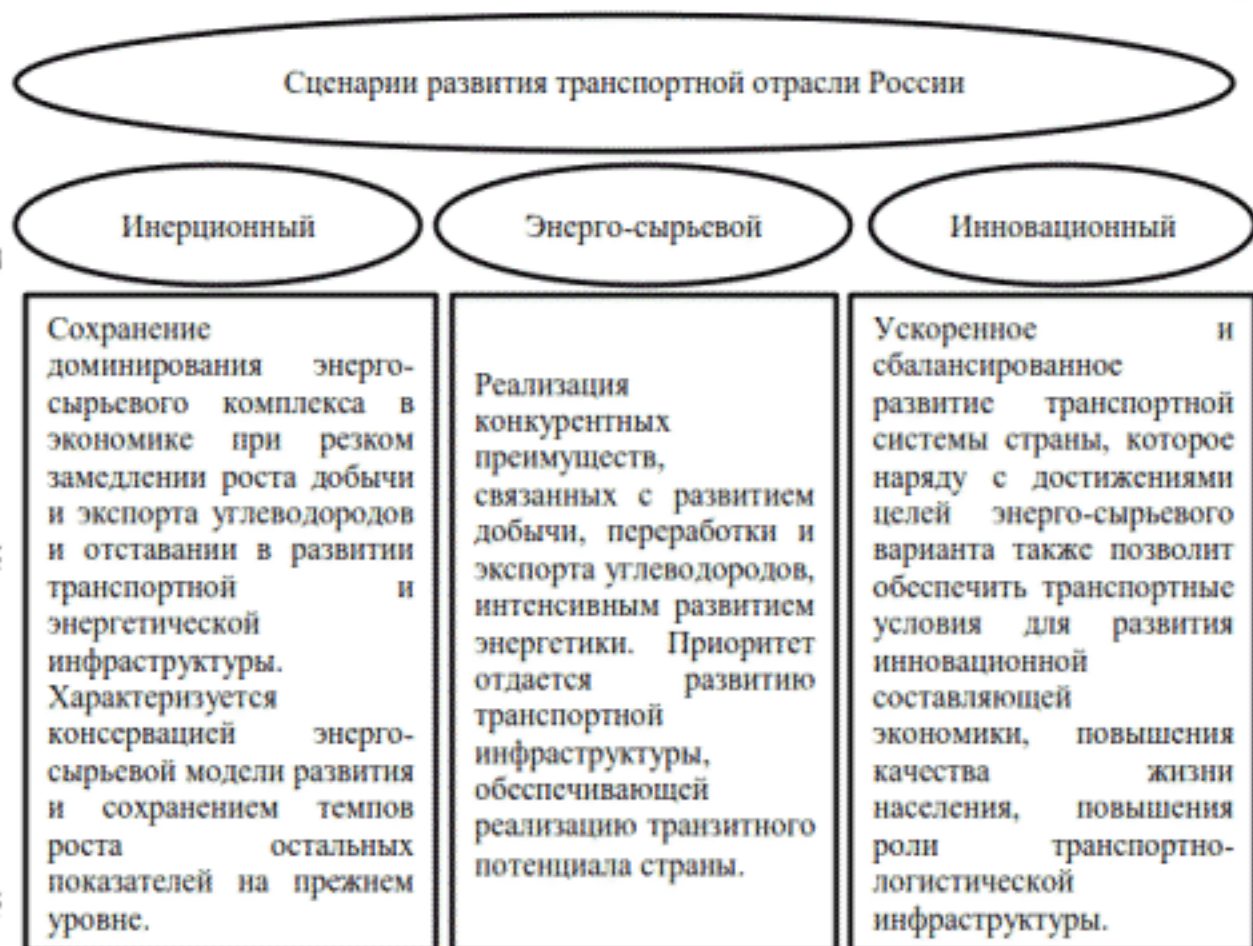 Сценарии развития транспортной отрасли России
Инерционный
Энерго-сырьевой
Инновационный
Сохранение
доминирования энерго-
сырьевого комплекса в
экономике при резком
замедлении роста добычи
и экспорта углеводородов
и отставании в развитии
транспортной и
энергетической
инфраструктуры.
Характеризуется
консервацией энерго-
сырьевой модели развития
и сохранением темпов
роста остальных
показателей на прежнем
уровне.
Реализация
конкурентных
преимуществ,
связанных с развитием
добычи, переработки и
экспорта углеводородов,
интенсивным развитием
энергетики. Приоритет
отдается развитию
транспортной
инфраструктуры,
обеспечивающей
реализацию транзитного
потенциала страны.
Ускоренное и
сбалансированное
развитие транспортной
системы страны, которое
наряду с достижениями
целей энерго-сырьевого
варианта также позволит
обеспечить транспортные
условия для развития
инновационной
составляющей
экономики, повышения
качества жизни
населения, повышения
роли транспортно-
логистической
инфраструктуры.